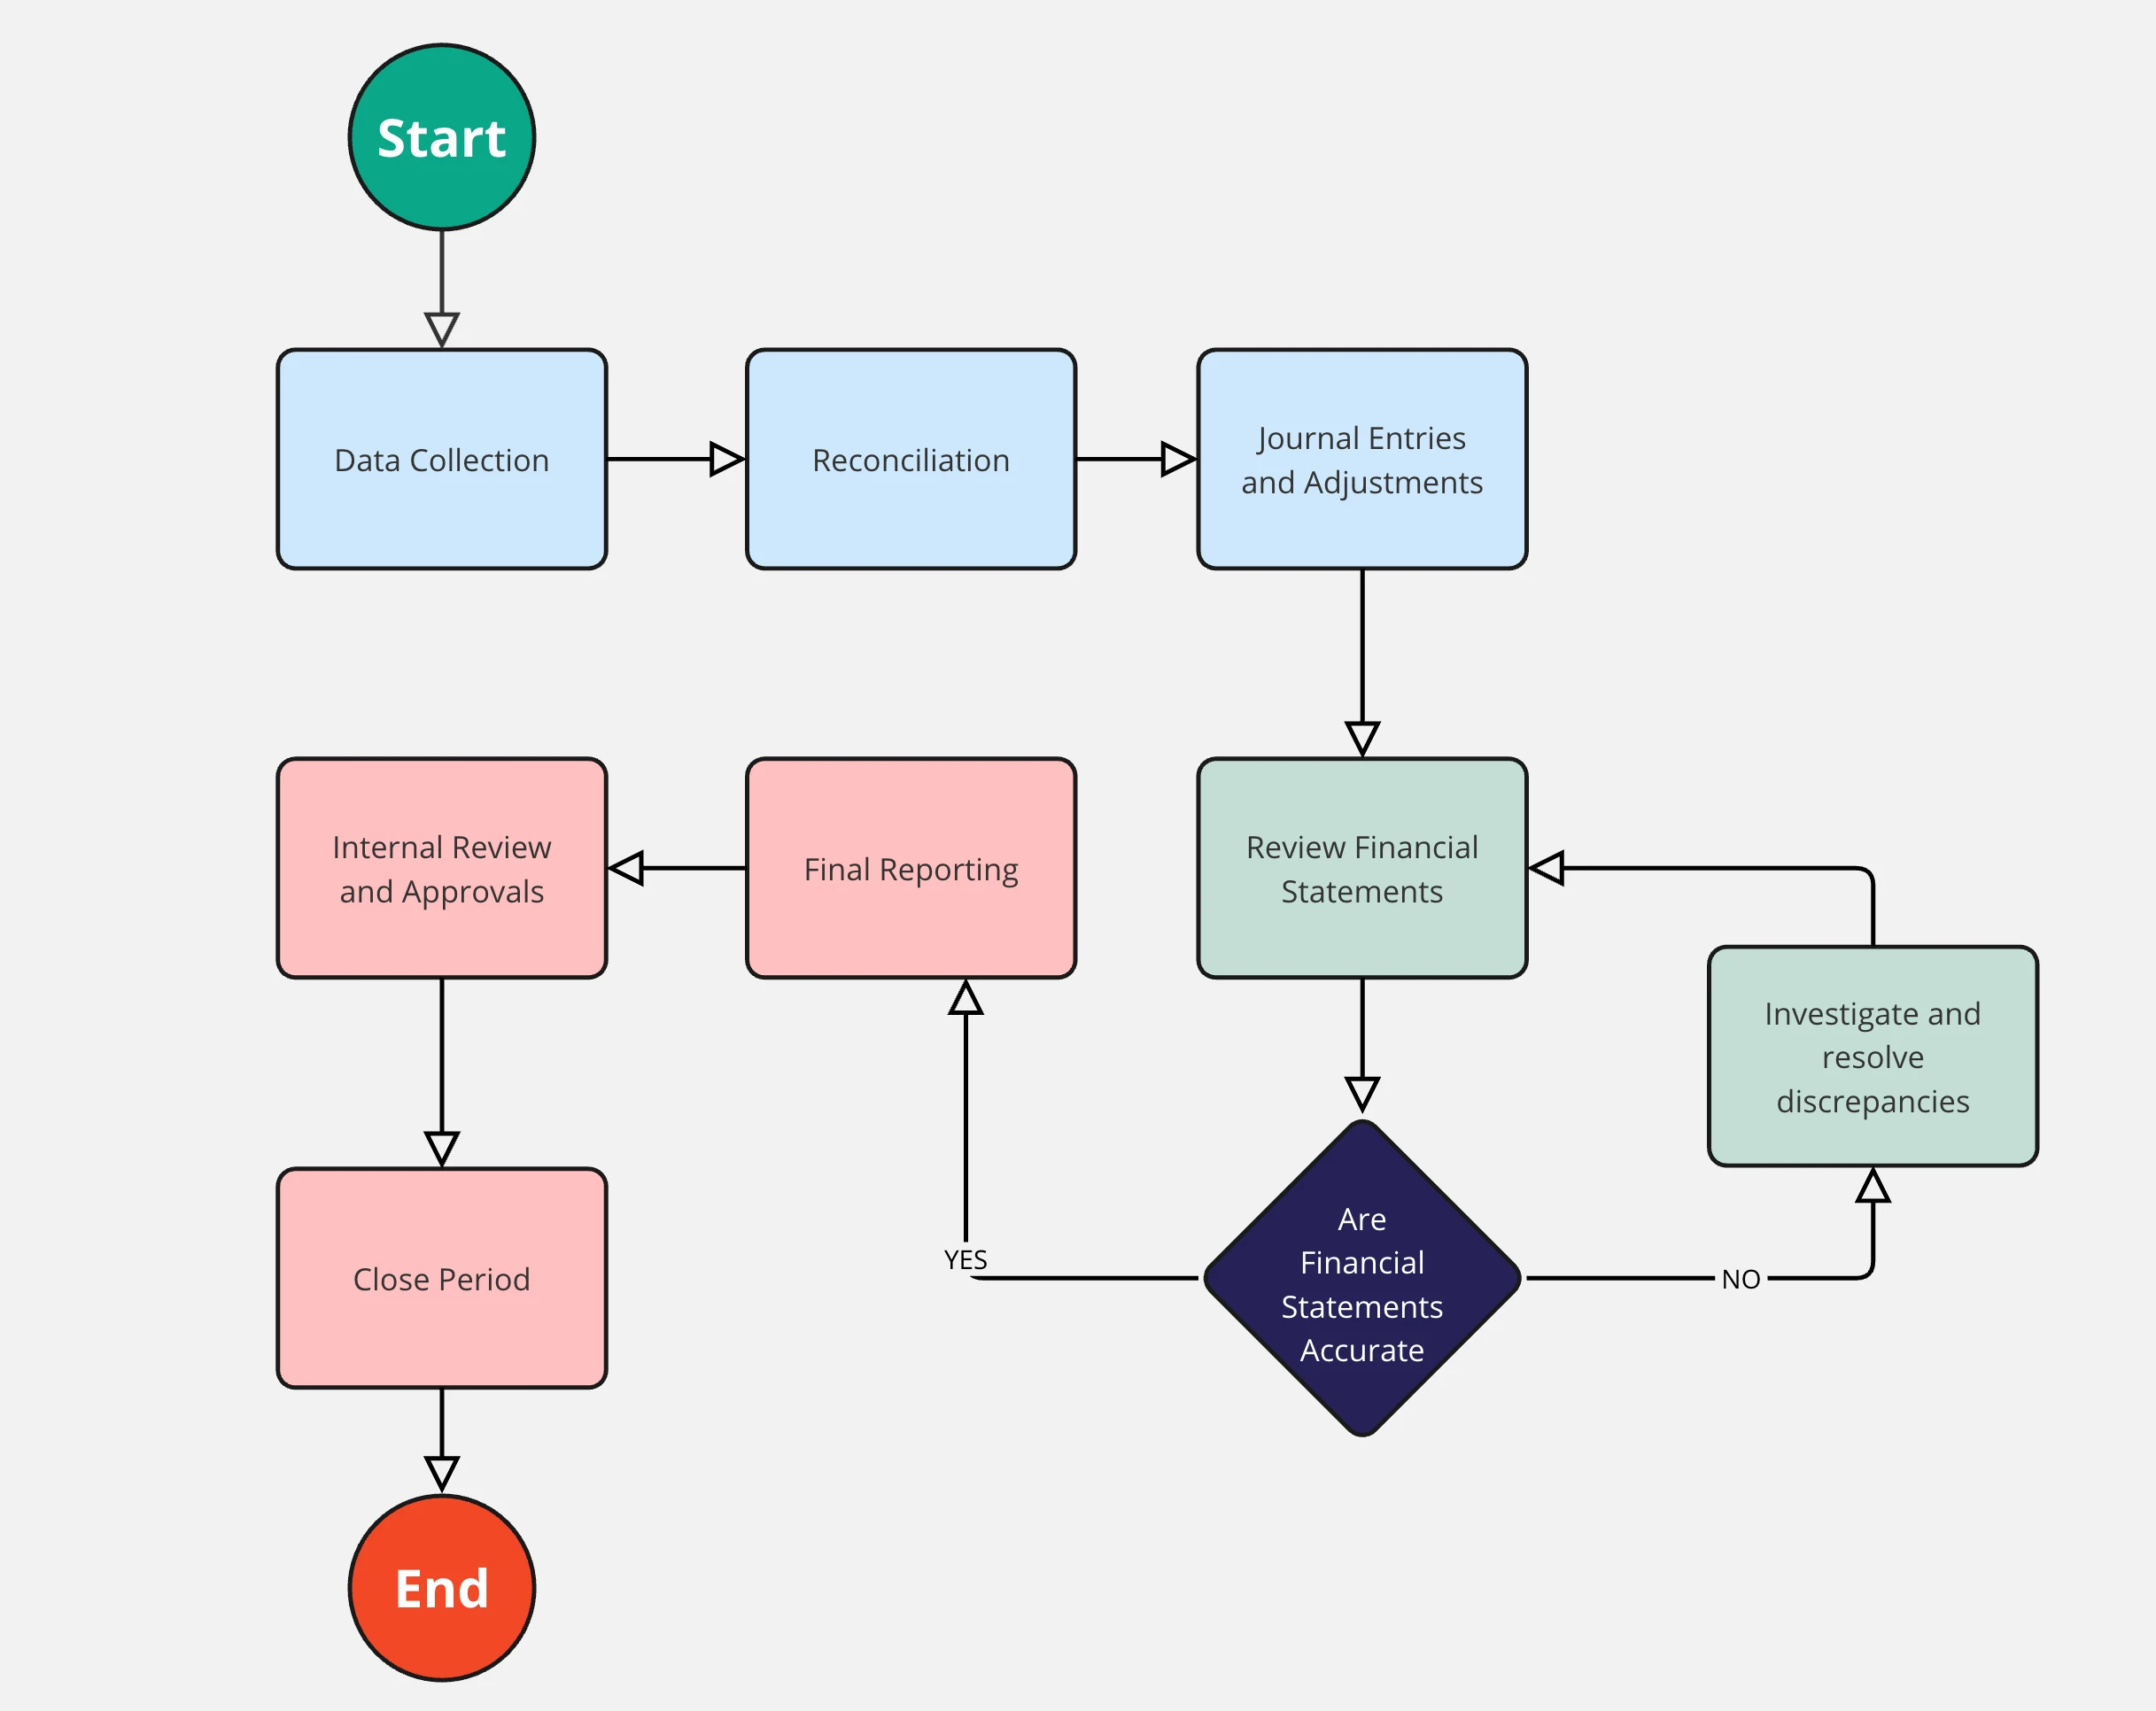 Start
Data Collection
Reconciliation
Journal Entries
and Adjustments
Internal Review
and Approvals
Final Reporting
Review Financial
Statements
Investigate and
resolve
discrepancies
Close Period
YES
Are
Financial
Statements
Accurate
NO
End